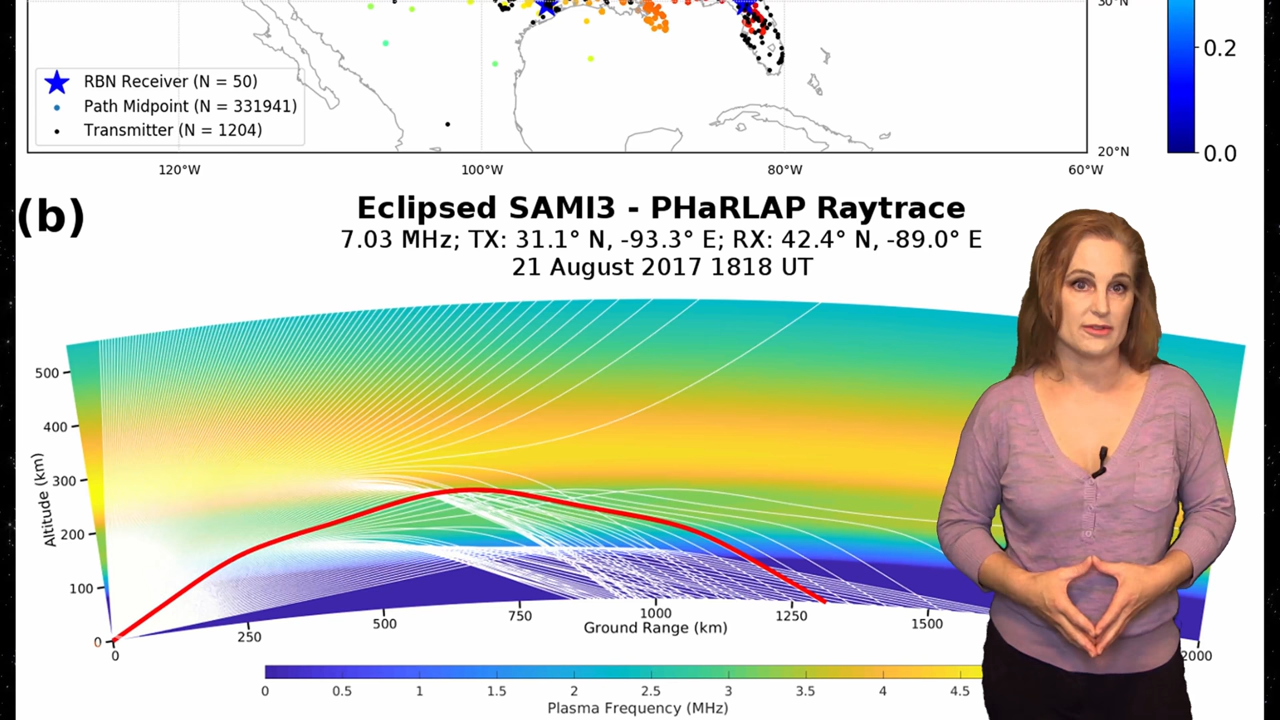 30°N
0.2
RBN Receiver (N = 50)
Path Midpoint (N = 331941)
Transmitter (N = 1204)
0.0
20°N
120°W 100°W 80°W 60°W
(b)
Eclipsed SAMI3 - PHaRLAP Raytrace
7.03 MHz; TX: 31.1° N, -93.3° E; RX: 42.4° N, -89.0° E
21 August 2017 1818 UT
500
400
300
200
100
0
Altitude (km)
0 250 500 750 1000 1250 1500 2000
Ground Range (km)
0 0.5 1 1.5 2 2.5 3 3.5 4 4.5
Plasma Frequency (MHz)